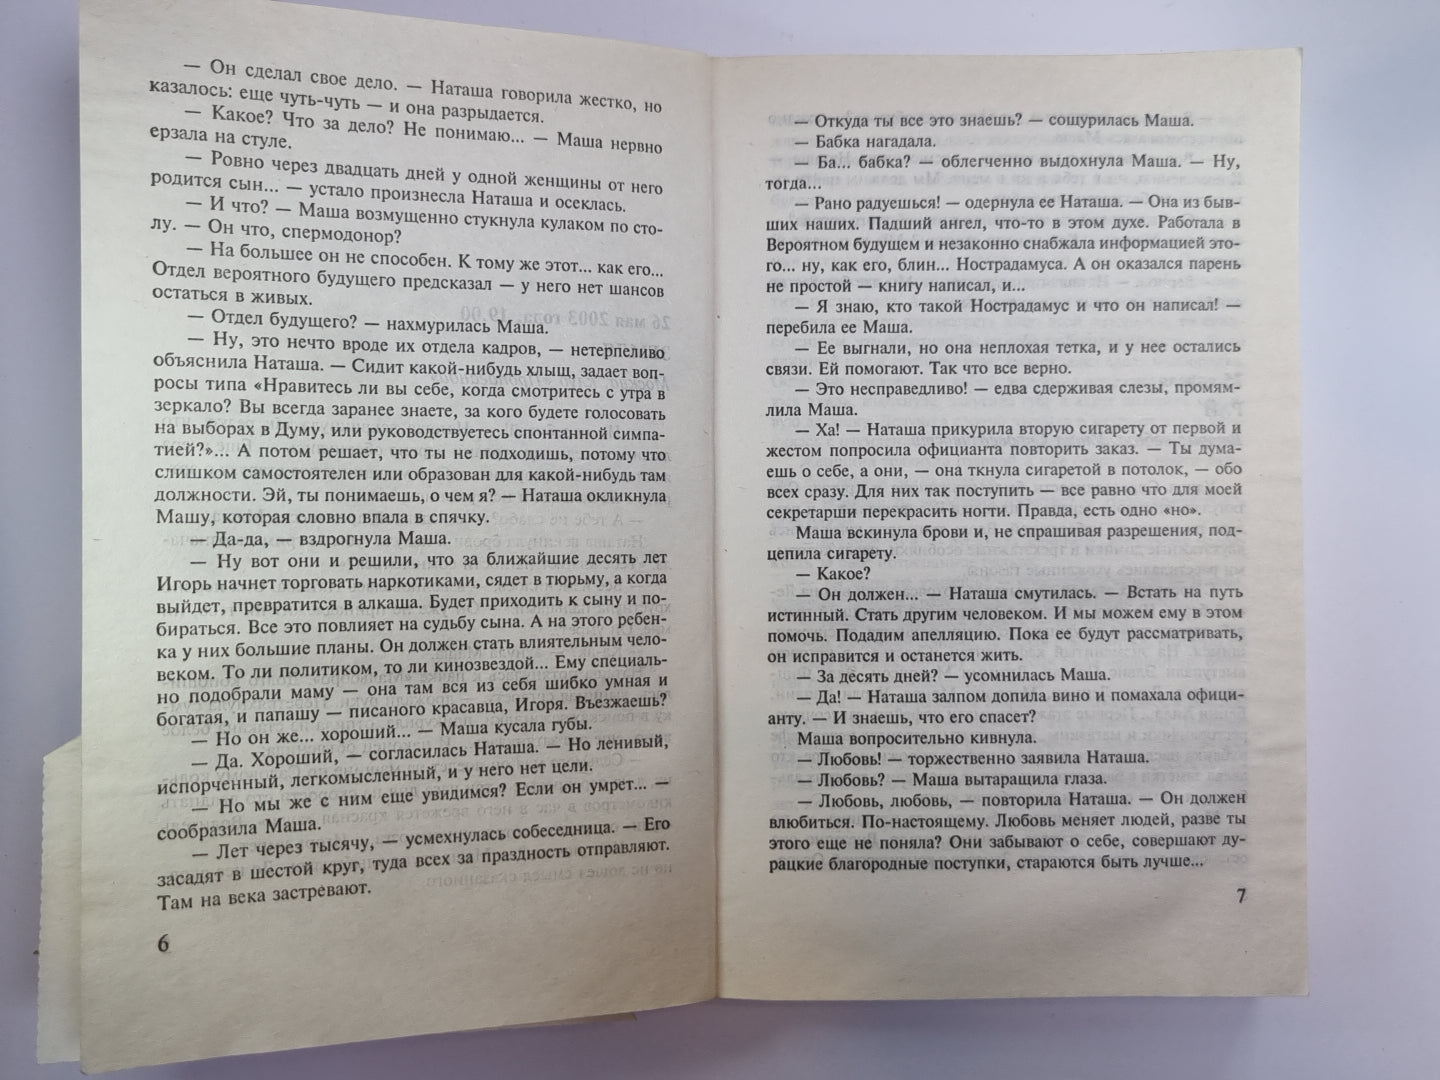 — Он сделал свое дело. — Наташа говорила жестко, но
казалось: еще чуть-чуть — и она разрыдается.
— Какое? Что за дело? Не понимаю... — Маша нервно
ерзала на стуле.
— Ровно через двадцать дней у одной женщины от него
родится сын... — устало произнесла Наташа и осеклась.
— И что? — Маша возмущенно стукнула кулаком по сто-
лу. — Он что, спермодонор?
— На большее он не способен. К тому же этот... как его...
Отдел вероятного будущего предсказал — у него нет шансов
остаться в живых.
— Отдел будущего? — нахмурилась Маша.
— Ну, это нечто вроде их отдела кадров, — нетерпеливо
объяснила Наташа. — Сидит какой-нибудь хлыщ, задает воп-
росы типа «Нравитесь ли вы себе, когда смотритесь с утра в
зеркало? Вы всегда заранее знаете, за кого будете голосовать
на выборах в Думу, или руководствуетесь спонтанной симпа-
тией?»... А потом решает, что ты не подходишь, потому что
слишком самостоятелен или образован для какой-нибудь там
должности. Эй, ты понимаешь, о чем я? — Наташа окликнула
Машу, которая словно впала в спячку.
— Да-да, — вздрогнула Маша.
— Ну вот они и решили, что за ближайшие десять лет
Игорь начнет торговать наркотиками, сядет в тюрьму, а когда
выйдет, превратится в алкаша. Будет приходить к сыну и по-
бираться. Все это повлияет на судьбу сына. А на этого ребен-
ка у них большие планы. Он должен стать влиятельным чело-
веком. То ли политиком, то ли кинозвездой... Ему специаль-
но подобрали маму — она там вся из себя шибко умная и
богатая, и папашу — писаного красавца, Игоря. Въезжаешь?
— Но он же... хороший... — Маша кусала губы.
— Да. Хороший, — согласилась Наташа. — Но ленивый,
испорченный, легкомысленный, и у него нет цели.
— Но мы же с ним еще увидимся? Если он умрет... —
сообразила Маша.
— Лет через тысячу, — усмехнулась собеседница. — Его
засадят в шестой круг, туда всех за праздность отправляют.
Там на века застревают.
6
— Откуда ты все это знаешь? — сощурилась Маша.
— Бабка нагадала.
— Ба... бабка? — облегченно выдохнула Маша. — Ну,
тогда...
— Рано радуешься! — одернула ее Наташа. — Она из быв-
ших наших. Падший ангел, что-то в этом духе. Работала в
Вероятном будущем и незаконно снабжала информацией это-
го... ну, как его, блин... Нострадамуса. А он оказался парень
не простой — книгу написал, и...
— Я знаю, кто такой Нострадамус и что он написал! —
перебила ее Маша.
— Ее выгнали, но она неплохая тетка, и у нее остались
связи. Ей помогают. Так что все верно.
— Это несправедливо! — едва сдерживая слезы, промям-
лила Маша.
— Ха! — Наташа прикурила вторую сигарету от первой и
жестом попросила официанта повторить заказ. — Ты дума-
ешь о себе, а они, — она ткнула сигаретой в потолок, — обо
всех сразу. Для них так поступить — все равно что для моей
секретарши перекрасить ногти. Правда, есть одно «но».
Маша вскинула брови и, не спрашивая разрешения, под-
цепила сигарету.
— Какое?
— Он должен... — Наташа смутилась. — Встать на путь
истинный. Стать другим человеком. И мы можем ему в этом
помочь. Подадим апелляцию. Пока ее будут рассматривать,
он исправится и останется жить.
— За десять дней? — усомнилась Маша.
— Да! — Наташа залпом допила вино и помахала офици-
анту. — И знаешь, что его спасет?
Маша вопросительно кивнула.
— Любовь! — торжественно заявила Наташа.
— Любовь? — Маша вытаращила глаза.
— Любовь, любовь, — повторила Наташа. — Он должен
влюбиться. По-настоящему. Любовь меняет людей, разве ты
этого еще не поняла? Они забывают о себе, совершают ду-
рацкие благородные поступки, стараются быть лучше...
7